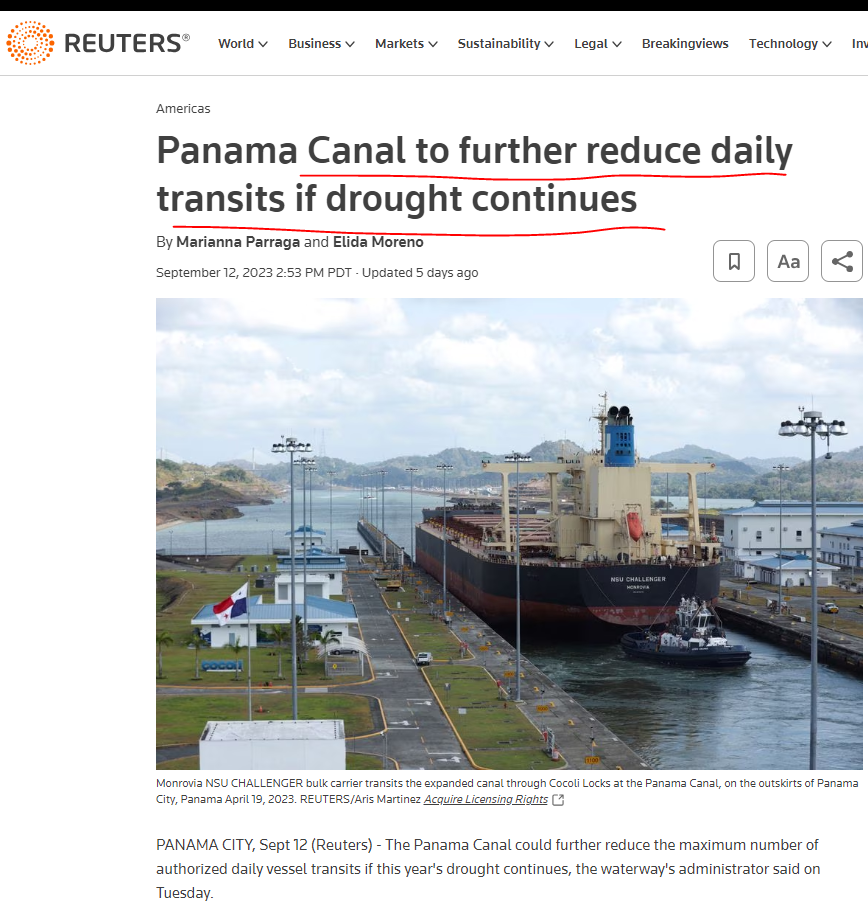 REUTERS®
World Business Markets Sustainability Legal Breakingviews Technology Inv
Americas
Panama Canal to further reduce daily
transits if drought continues
By Marianna Parraga and Elida Moreno
September 12, 2023 2:53 PM PDT · Updated 5 days ago
Aa
NSU CHALLENGER
MONROVIA
Monrovia NSU CHALLENGER bulk carrier transits the expanded canal through Cocoli Locks at the Panama Canal, on the outskirts of Panama
City, Panama April 19, 2023. REUTERS/Aris Martinez Acquire Licensing Rights
PANAMA CITY, Sept 12 (Reuters) - The Panama Canal could further reduce the maximum number of
authorized daily vessel transits if this year's drought continues, the waterway's administrator said on
Tuesday.